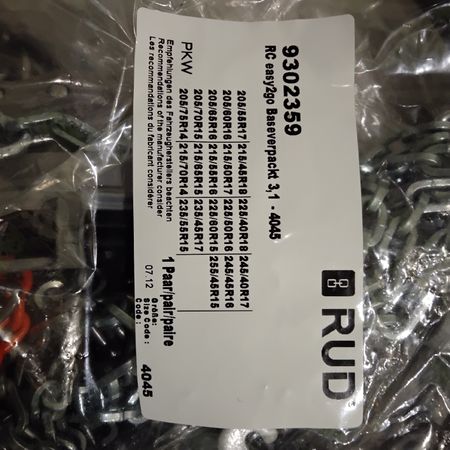 RUD
9302359
RC easy2go Baseverpackt 3,1 - 4045
205/55R17 215/45R18 225/40R18 245/40R17
205/60R16 215/50R17 225/50R16 245/45R16
205/65R15 215/55R16 225/60R15 255/45R15
205/70R15 215/65R15 235/45R17
PKW 205/75R14 215/70R14 235/55R15
Empfehlungen des Fahrzeugherstellers beachten
Recommendations of the manufacturer consider
Les recommandations du fabricant considérer
1 Paar/pair/paire
07.12
Größe:
Size Code:
Code:
4045